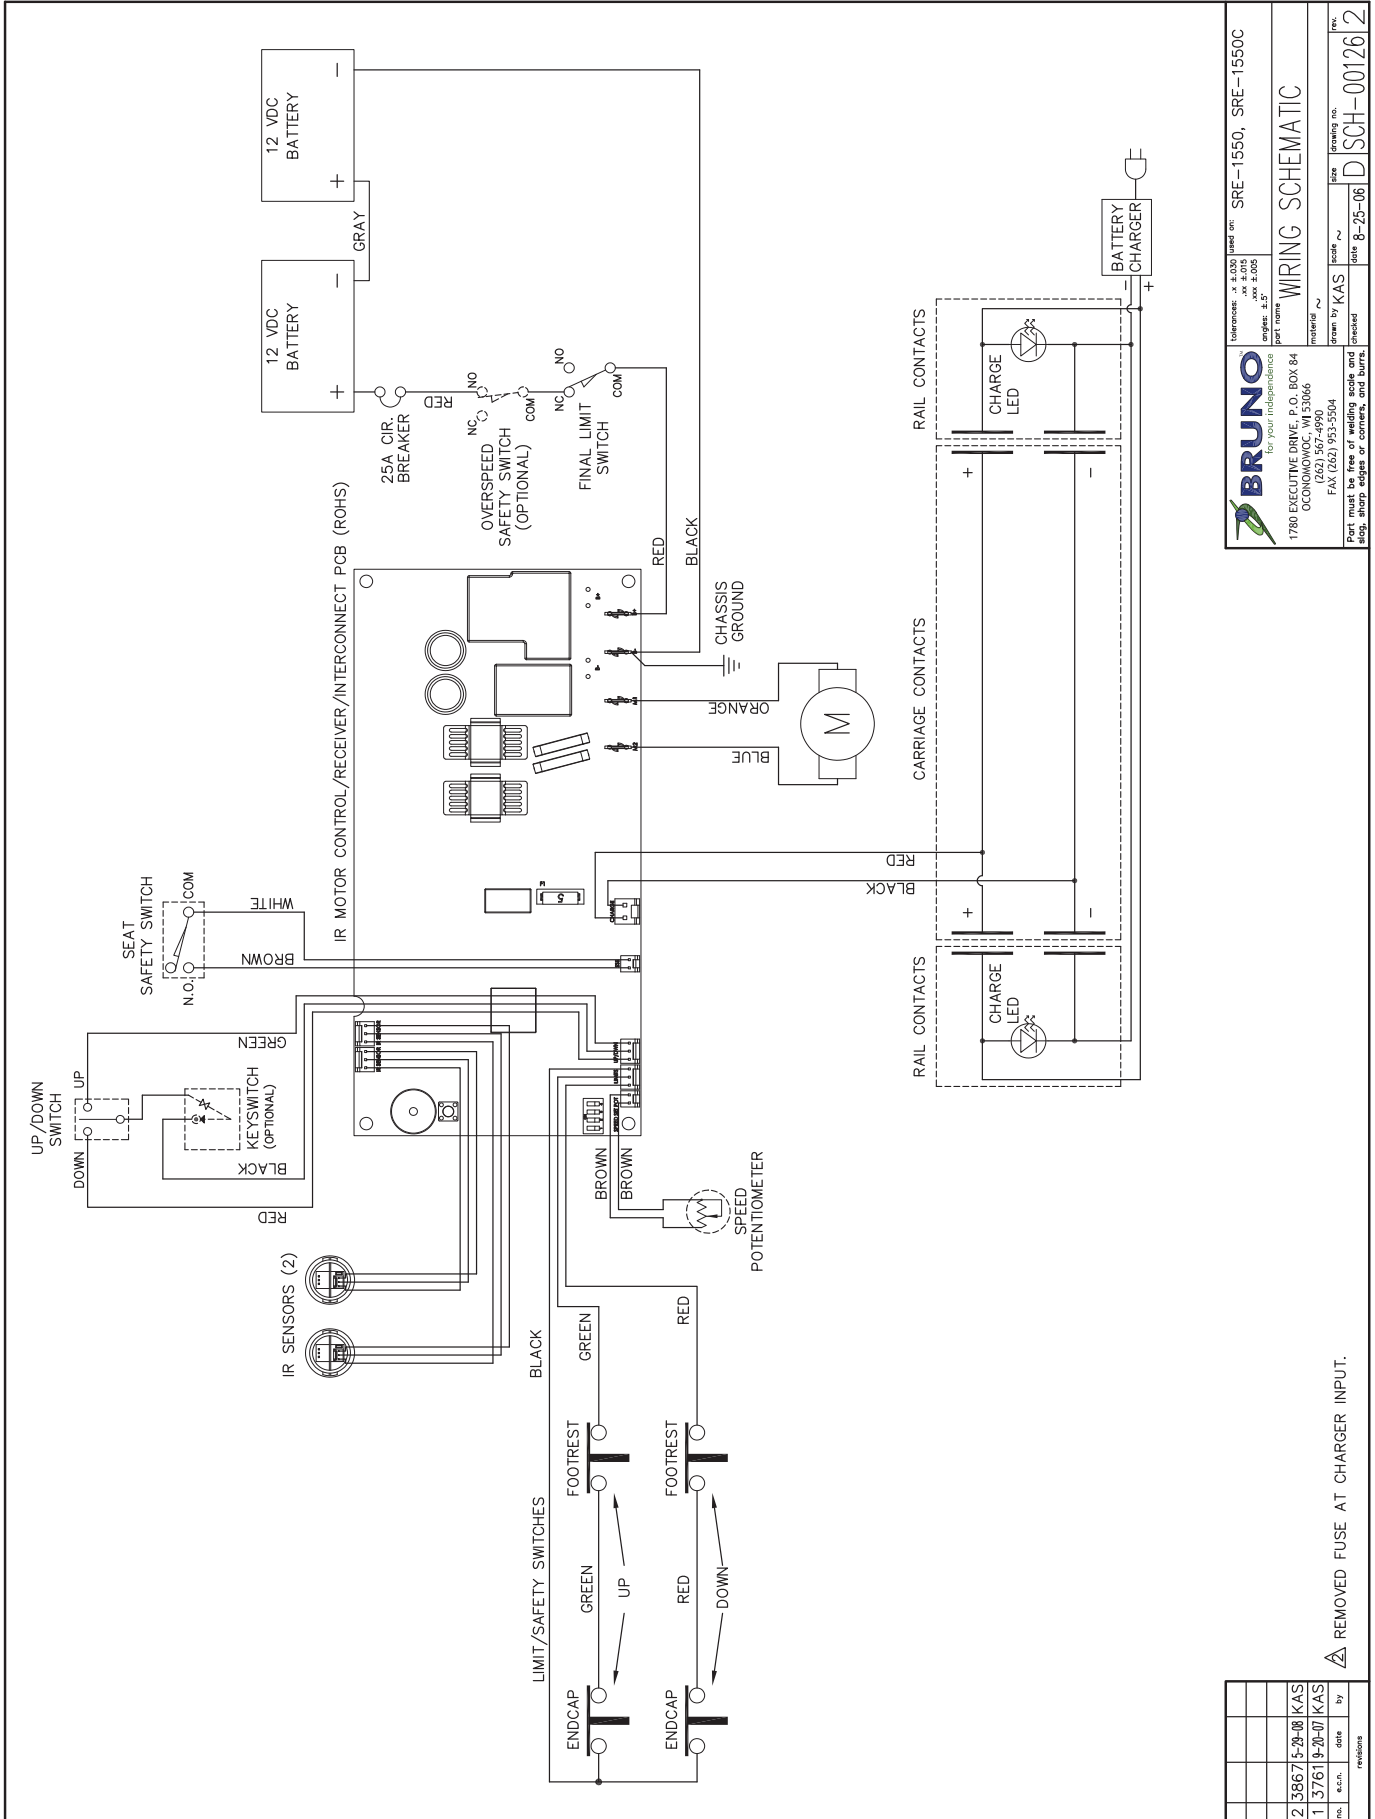 12 VDC
BATTERY
+
−
GRAY
12 VDC
BATTERY
+
−
25A CIR.
BREAKER
RED
NO
NC
COM
OVERSPEED
SAFETY SWITCH
(OPTIONAL)
NC
NO
COM
FINAL LIMIT
SWITCH
RED
BLACK
IR MOTOR CONTROL/RECEIVER/INTERCONNECT PCB (ROHS)
CHASSIS
GROUND
ORANGE
BLUE
M
SEAT
SAFETY SWITCH
N.O.
COM
WHITE
BROWN
UP/DOWN
SWITCH
UP
DOWN
GREEN
KEYSWITCH
(OPTIONAL)
BLACK
RED
IR SENSORS (2)
CHARGE
5
UP/DWN
BROWN
BROWN
SPEED
POTENTIOMETER
LIMIT/SAFETY SWITCHES
BLACK
GREEN
RED
FOOTREST
FOOTREST
GREEN
UP
RED
DOWN
ENDCAP
ENDCAP
RED
BLACK
RAIL CONTACTS
CHARGE
LED
CARRIAGE CONTACTS
+
−
+
−
RAIL CONTACTS
CHARGE
LED
BATTERY
CHARGER
−
+
2 REMOVED FUSE AT CHARGER INPUT.
2 3867 5-29-08 KAS
1 3761 9-20-07 KAS
no. e.c.n. date by
revisions
BRUNO™
for your independence
1780 EXECUTIVE DRIVE, P.O. BOX 84
OCONOMOWOC, WI 53066
(262) 567-4990
FAX (262) 953-5504
Part must be free of welding scale and
slag, sharp edges or corners, and burrs.
tolerances: .x ±.030
.xx ±.015
.xxx ±.005
angles: ±.5°
used on: SRE-1550, SRE-1550C
part name
WIRING SCHEMATIC
material ~
drawn by KAS
scale ~
size D
drawing no. SCH-00126
rev. 2
checked
date 8-25-06